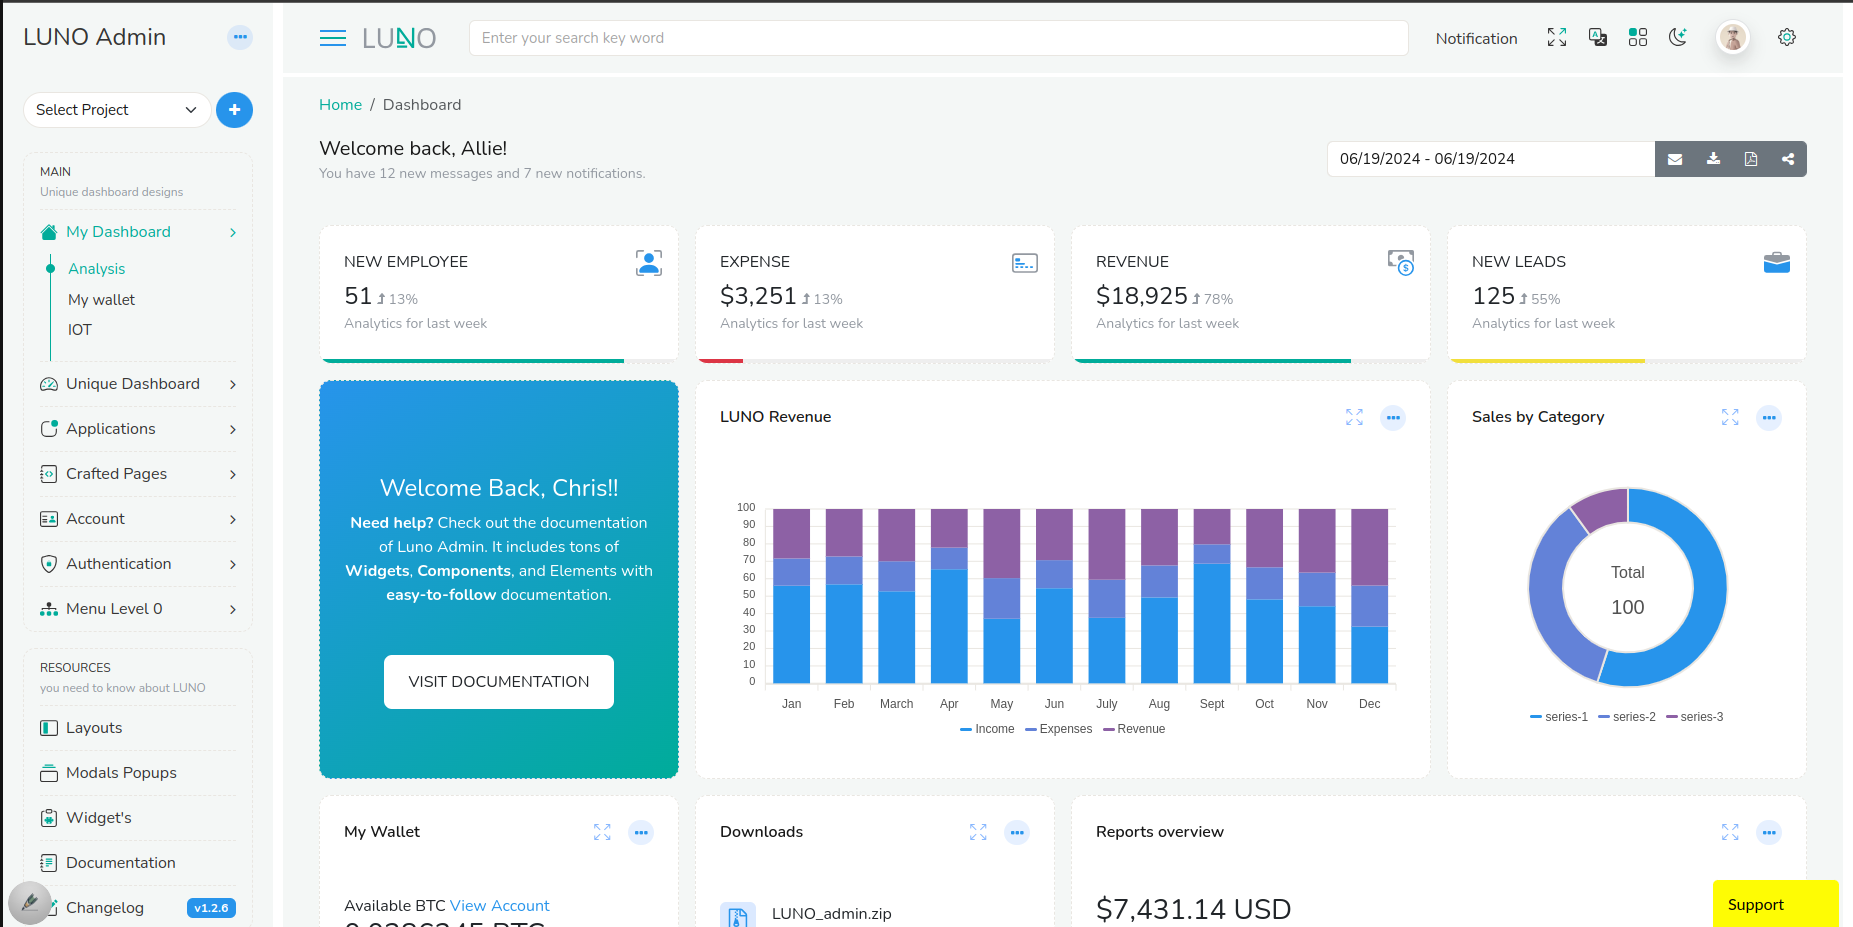 LUNO Admin
LUNO
Enter your search key word
Notification
Select Project
MAIN
Unique dashboard designs
My Dashboard
Analysis
My wallet
IOT
Unique Dashboard
Applications
Crafted Pages
Account
Authentication
Menu Level 0
RESOURCES
you need to know about LUNO
Layouts
Modals Popups
Widget's
Documentation
Changelog
v1.2.6
Home / Dashboard
Welcome back, Allie!
You have 12 new messages and 7 new notifications.
06/19/2024 - 06/19/2024
NEW EMPLOYEE
51 13%
Analytics for last week
EXPENSE
$3,251 13%
Analytics for last week
REVENUE
$18,925 78%
Analytics for last week
NEW LEADS
125 55%
Analytics for last week
Welcome Back, Chris!!
Need help? Check out the documentation
of Luno Admin. It includes tons of
Widgets, Components, and Elements with
easy-to-follow documentation.
VISIT DOCUMENTATION
LUNO Revenue
100
90
80
70
60
50
40
30
20
10
0
Jan Feb March Apr May Jun July Aug Sept Oct Nov Dec
Income Expenses Revenue
Sales by Category
Total
100
series-1 series-2 series-3
My Wallet
Available BTC View Account
Downloads
LUNO_admin.zip
Reports overview
$7,431.14 USD
Support